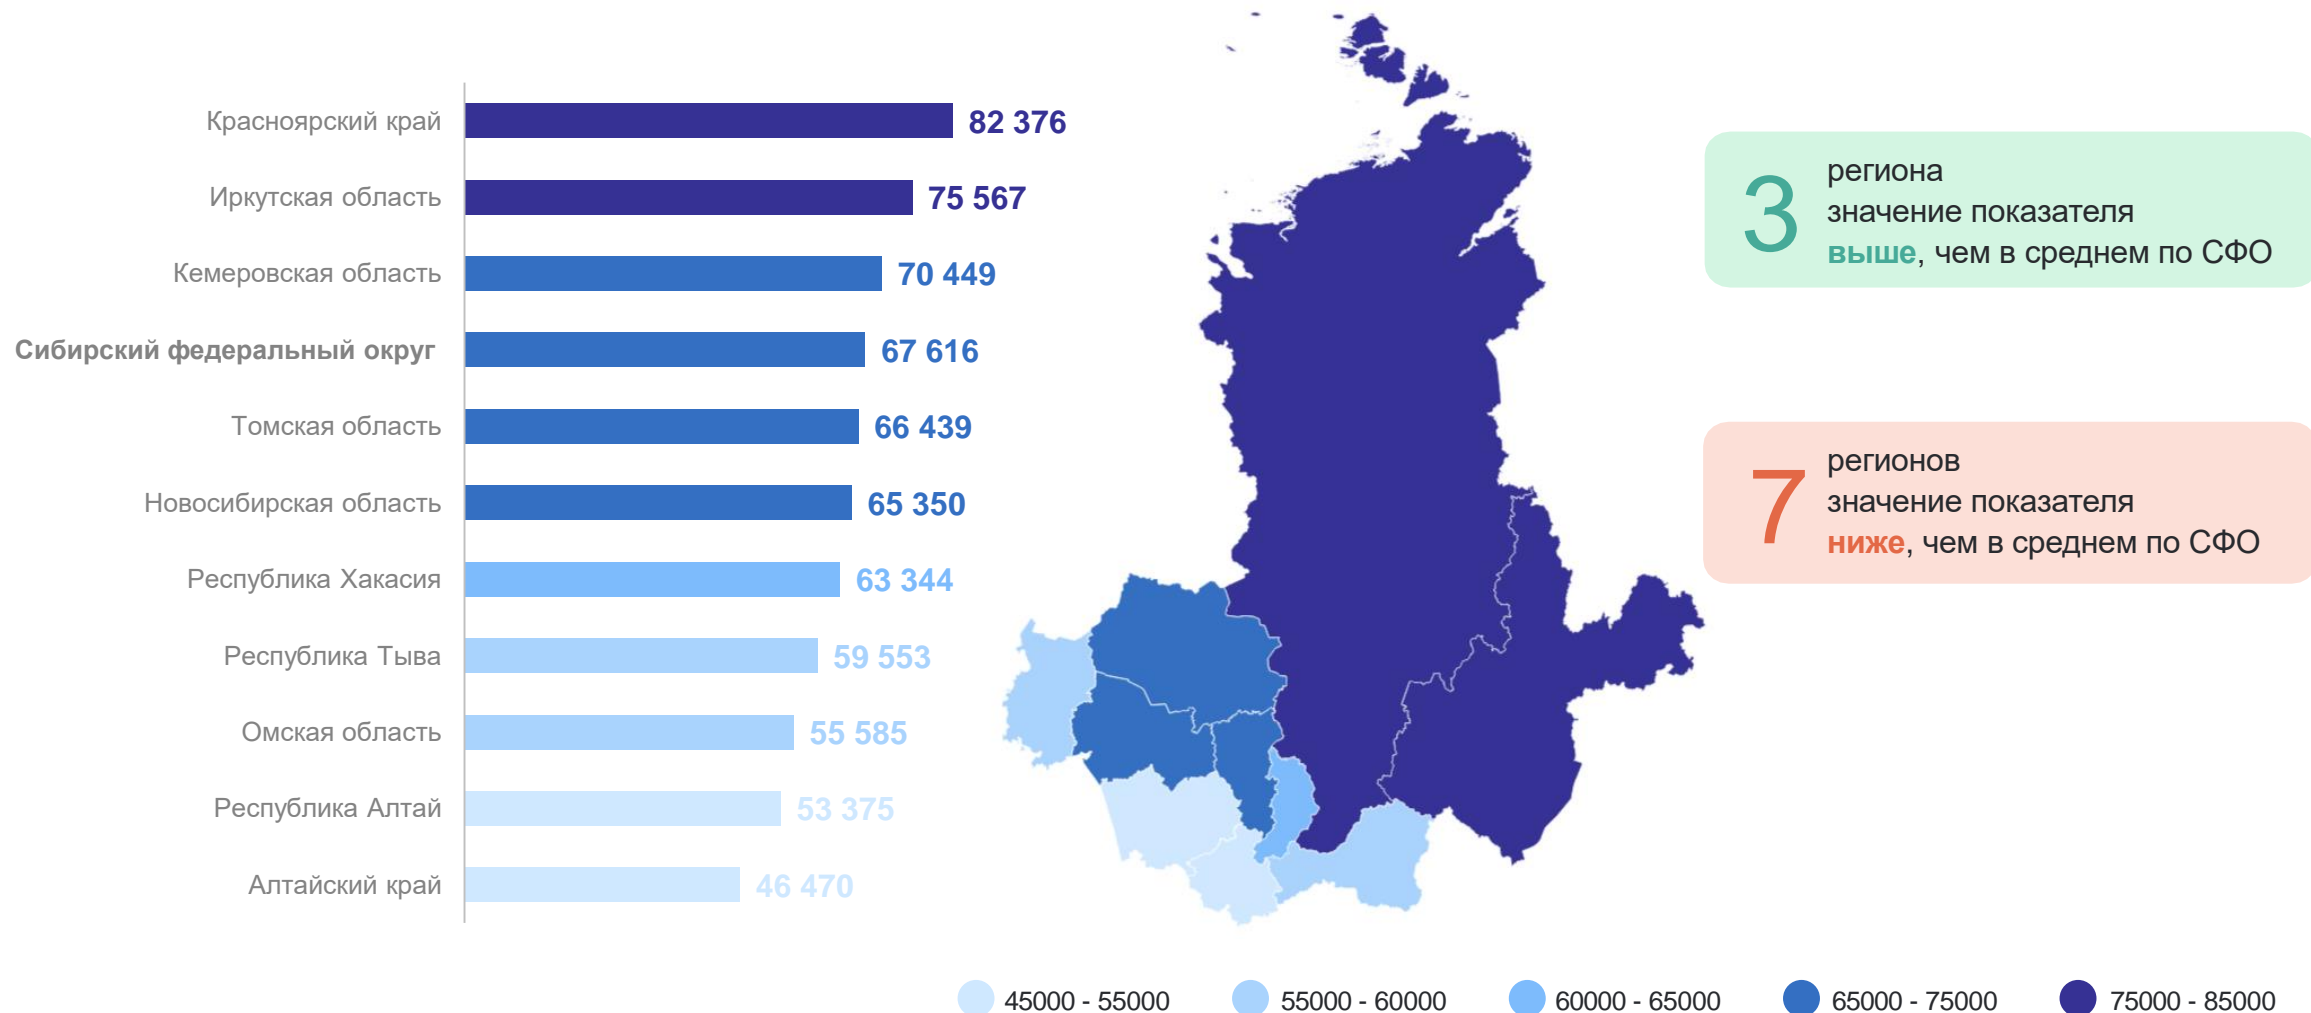 Красноярский край 82 376
Иркутская область 75 567
Кемеровская область 70 449
Сибирский федеральный округ 67 616
Томская область 66 439
Новосибирская область 65 350
Республика Хакасия 63 344
Республика Тыва 59 553
Омская область 55 585
Республика Алтай 53 375
Алтайский край 46 470
3
региона
значение показателя
выше, чем в среднем по СФО
7
регионов
значение показателя
ниже, чем в среднем по СФО
45000 - 55000
55000 - 60000
60000 - 65000
65000 - 75000
75000 - 85000